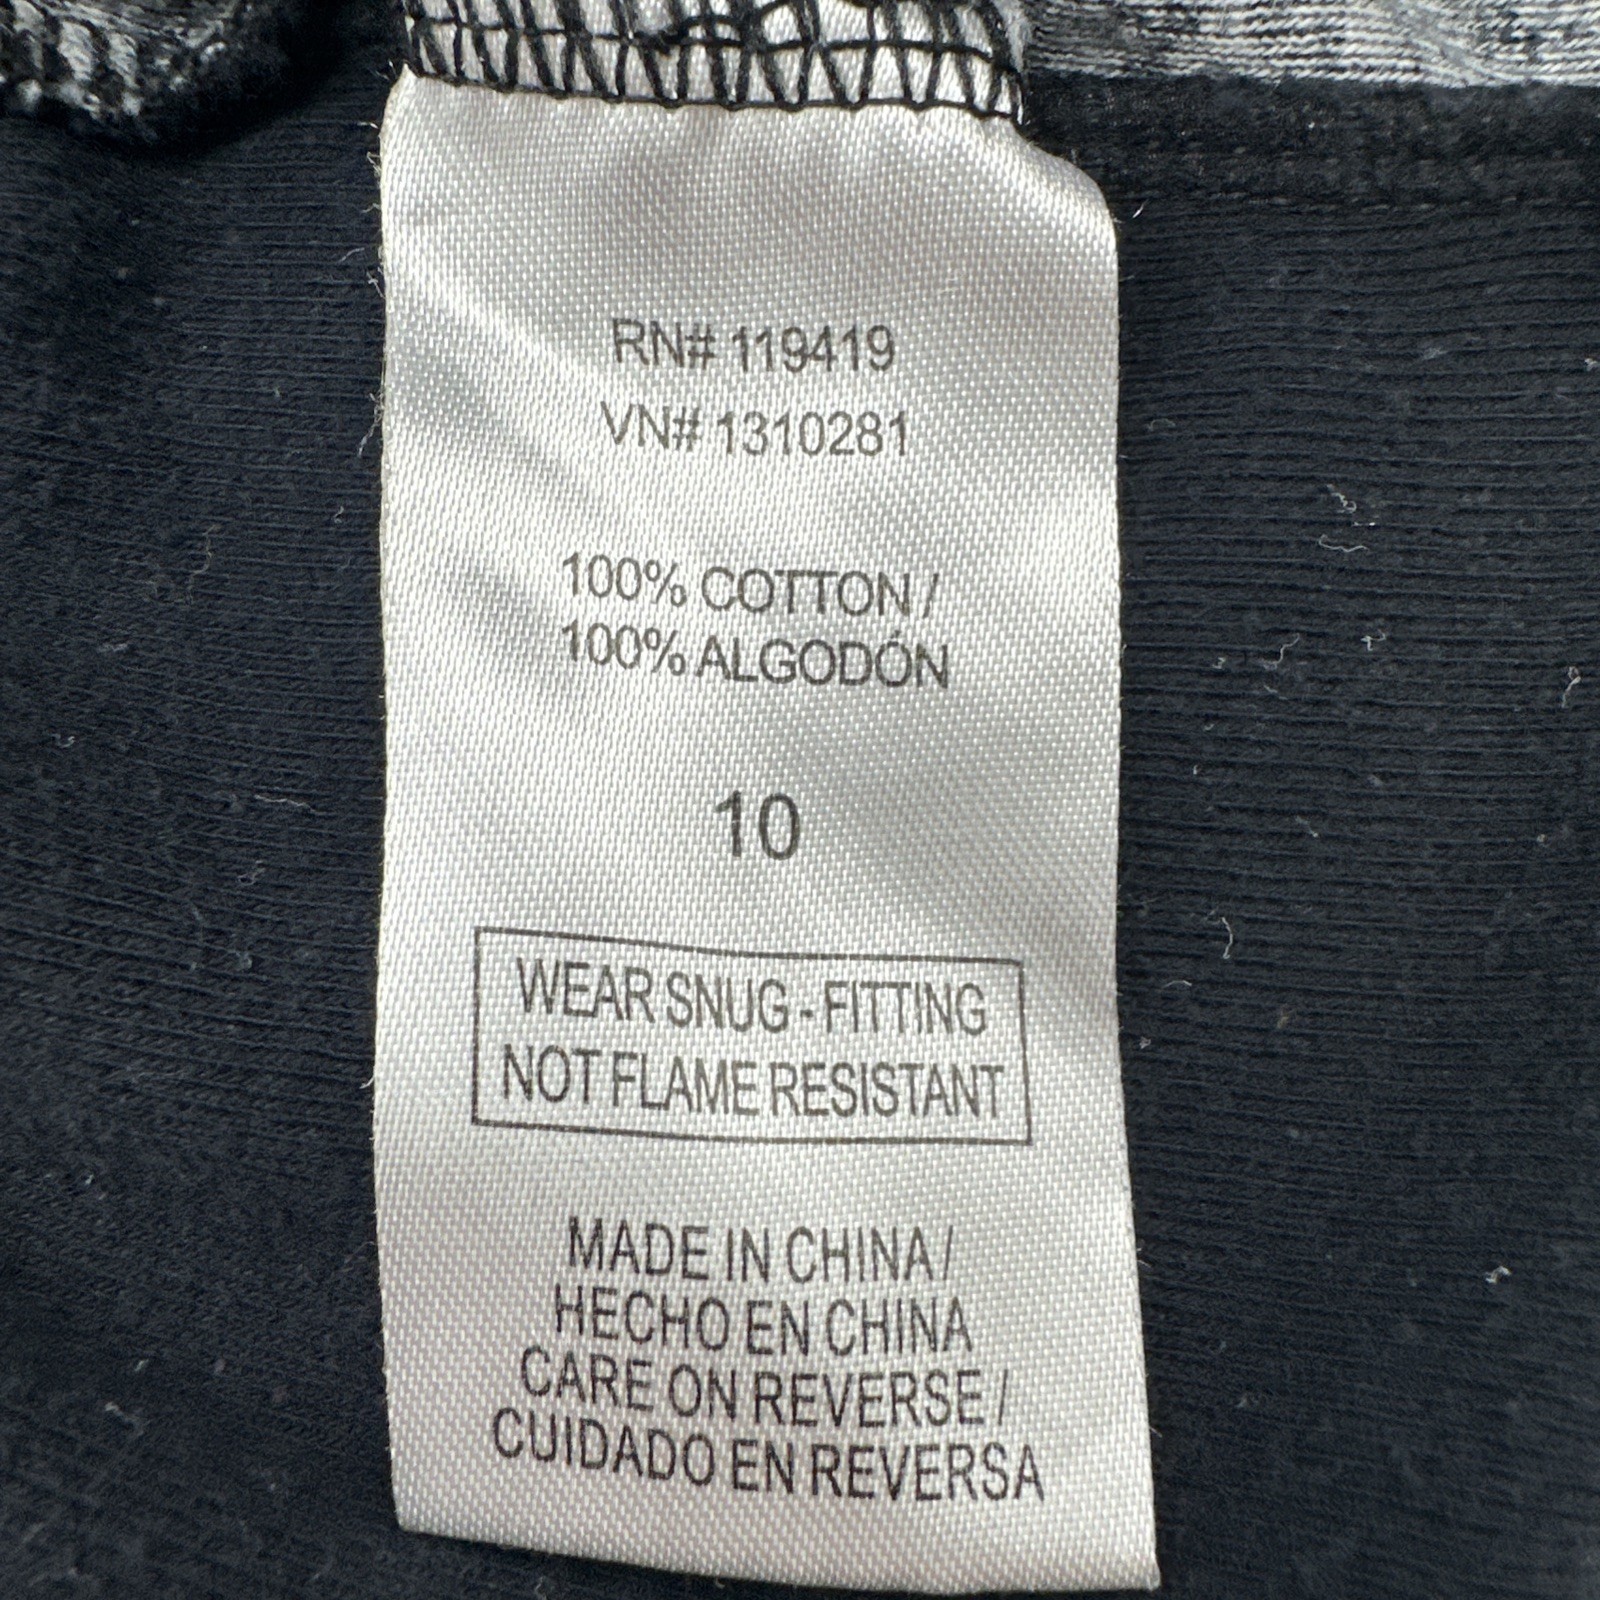 RN# 119419
VN# 1310281
100% COTTON /
100% ALGODÓN
10
WEAR SNUG - FITTING
NOT FLAME RESISTANT
MADE IN CHINA /
HECHO EN CHINA
CARE ON REVERSE /
CUIDADO EN REVERSA